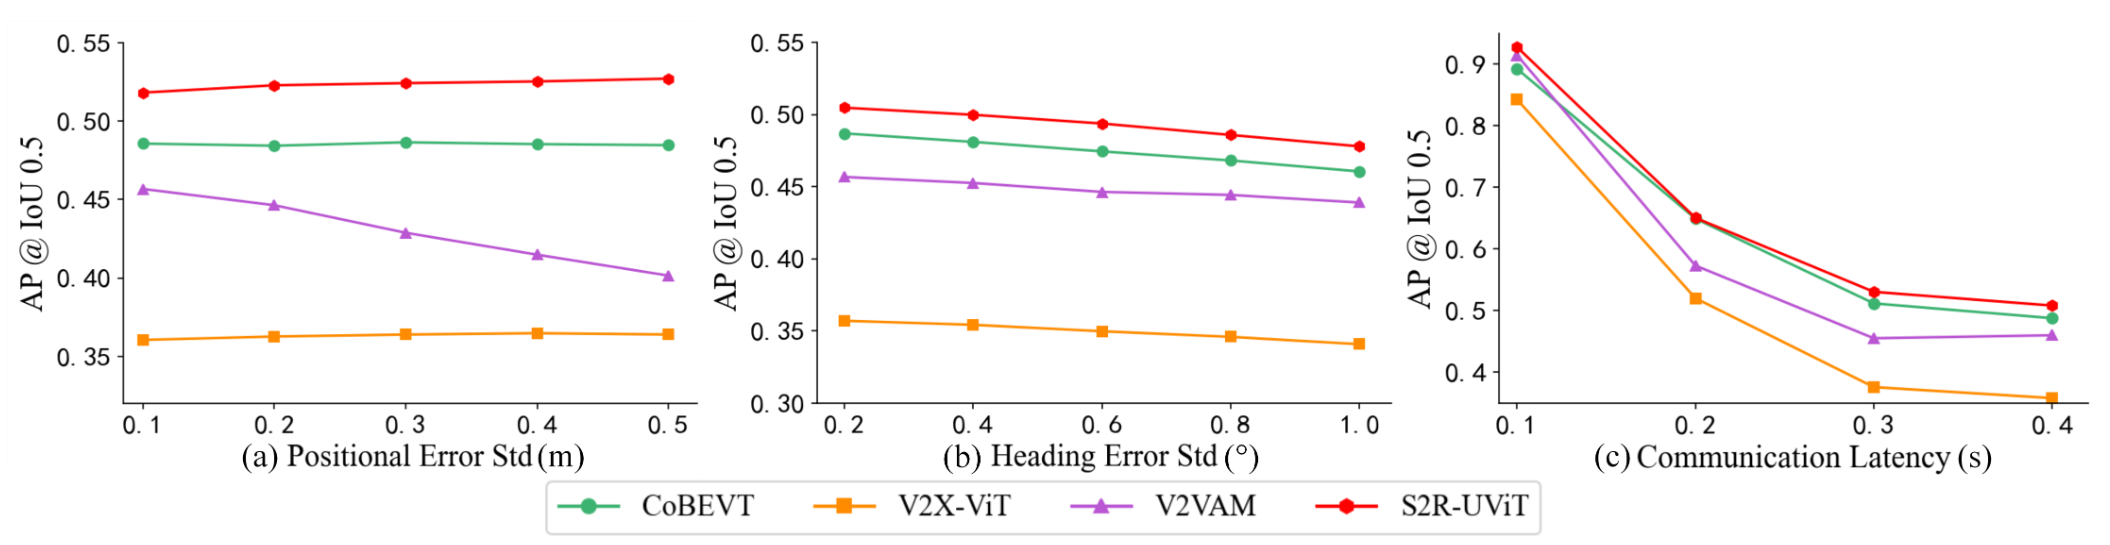 AP @ IoU 0.5
0.55
0.50
0.45
0.40
0.35
0.1 0.2 0.3 0.4 0.5
(a) Positional Error Std (m)
AP @ IoU 0.5
0.55
0.50
0.45
0.40
0.35
0.30
0.2 0.4 0.6 0.8 1.0
(b) Heading Error Std (°)
AP @ IoU 0.5
0.9
0.8
0.7
0.6
0.5
0.4
0.1 0.2 0.3 0.4
(c) Communication Latency (s)
CoBEVT V2X-ViT V2VAM S2R-UViT